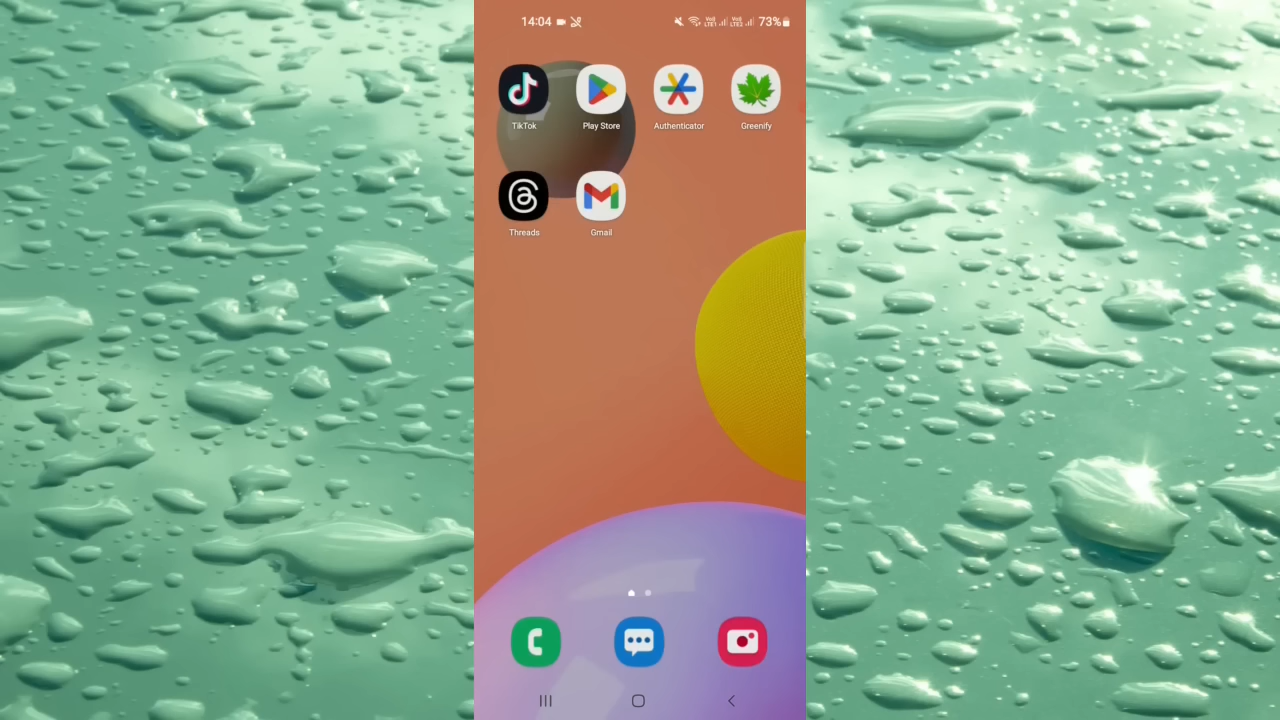 14:04
73%
TikTok
Play Store
Authenticator
Greenify
Threads
Gmail